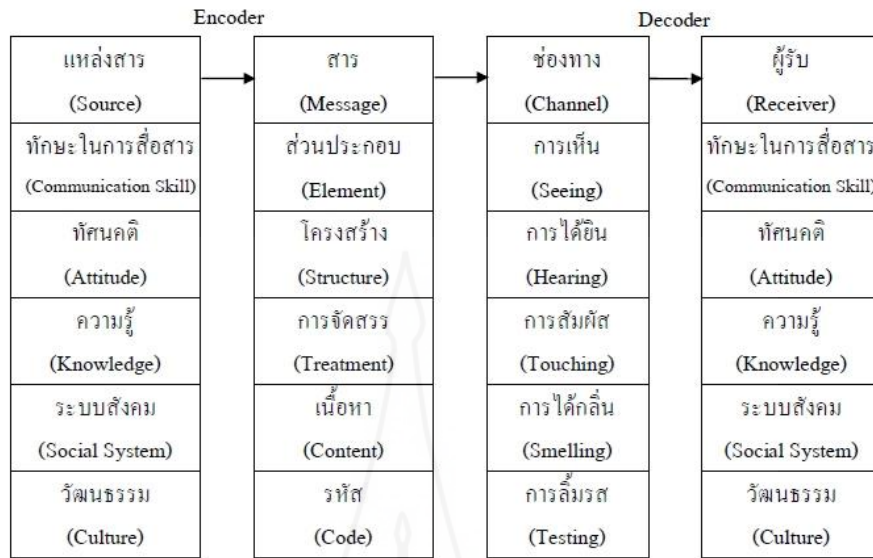 Encoder
Decoder
แหล่งสาร
(Source)
ทักษะในการสื่อสาร
(Communication Skill)
ทัศนคติ
(Attitude)
ความรู้
(Knowledge)
ระบบสังคม
(Social System)
วัฒนธรรม
(Culture)
สาร
(Message)
ส่วนประกอบ
(Element)
โครงสร้าง
(Structure)
การจัดสรร
(Treatment)
เนื้อหา
(Content)
รหัส
(Code)
ช่องทาง
(Channel)
การเห็น
(Seeing)
การได้ยิน
(Hearing)
การสัมผัส
(Touching)
การได้กลิ่น
(Smelling)
การลิ้มรส
(Testing)
ผู้รับ
(Receiver)
ทักษะในการสื่อสาร
(Communication Skill)
ทัศนคติ
(Attitude)
ความรู้
(Knowledge)
ระบบสังคม
(Social System)
วัฒนธรรม
(Culture)